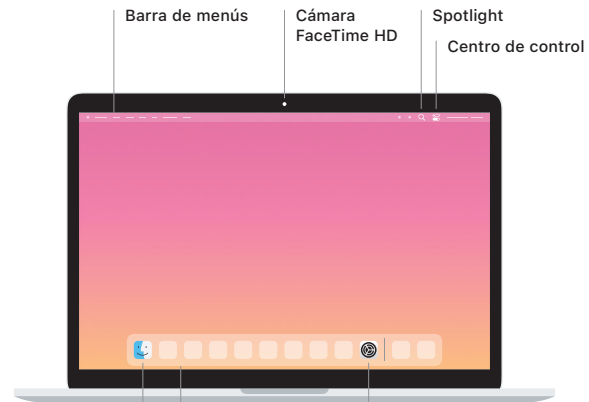 Barra de menús
Cámara
FaceTime HD
Spotlight
Centro de control